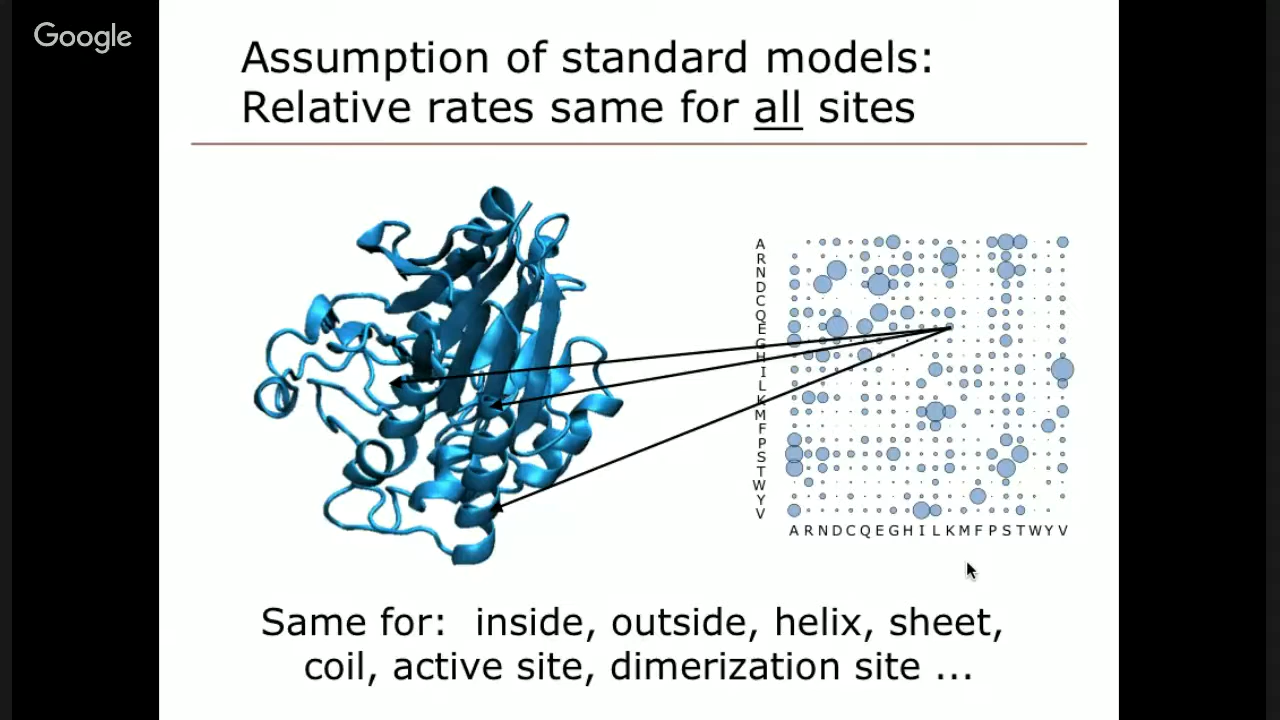 Google
Assumption of standard models:
Relative rates same for all sites
A
R
N
D
C
Q
E
G
H
I
L
K
M
F
P
S
T
W
Y
V
A R N D C Q E G H I L K M F P S T W Y V
Same for: inside, outside, helix, sheet,
coil, active site, dimerization site ...